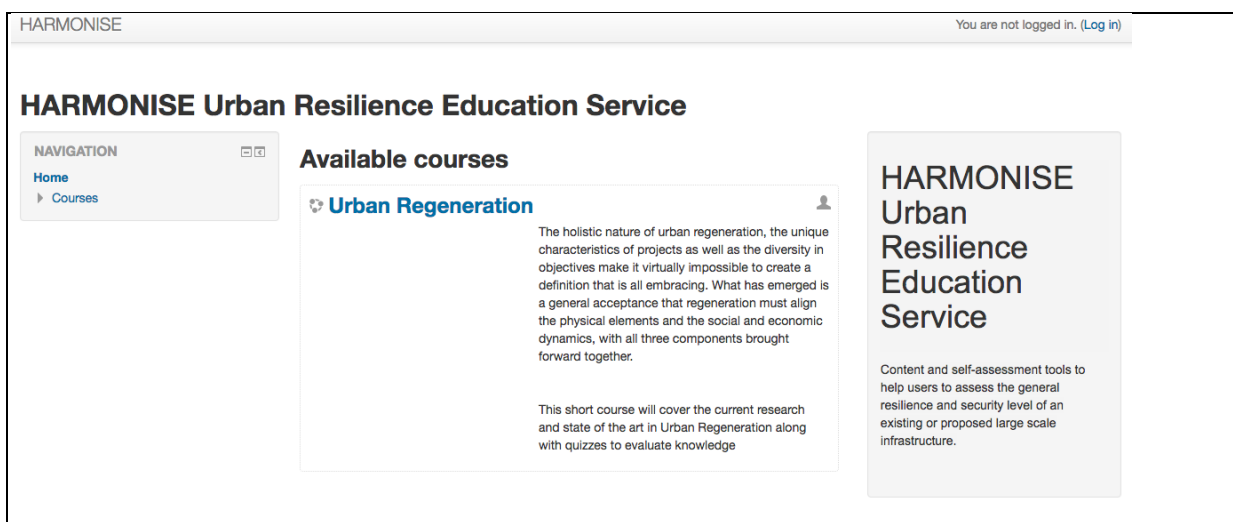 HARMONISE
You are not logged in. (Log in)
HARMONISE Urban Resilience Education Service
NAVIGATION
Home
Courses
Available courses
Urban Regeneration
The holistic nature of urban regeneration, the unique
characteristics of projects as well as the diversity in
objectives make it virtually impossible to create a
definition that is all embracing. What has emerged is
a general acceptance that regeneration must align
the physical elements and the social and economic
dynamics, with all three components brought
forward together.
This short course will cover the current research
and state of the art in Urban Regeneration along
with quizzes to evaluate knowledge
HARMONISE
Urban
Resilience
Education
Service
Content and self-assessment tools to
help users to assess the general
resilience and security level of an
existing or proposed large scale
infrastructure.